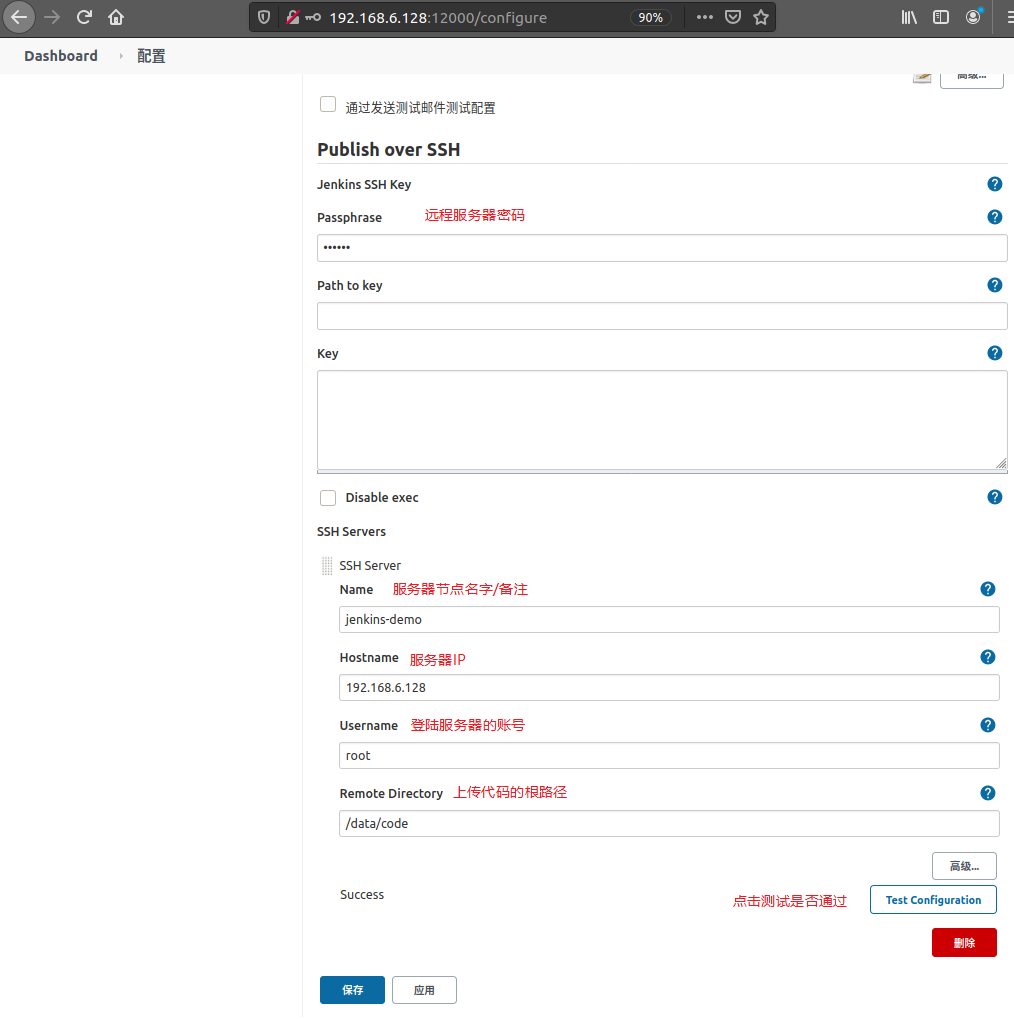 192.168.6.128:12000/configure 90%
Dashboard 配置
高级...
通过发送测试邮件测试配置
Publish over SSH
Jenkins SSH Key
Passphrase 远程服务器密码
••••••
Path to key
Key
Disable exec
SSH Servers
SSH Server
Name 服务器节点名字/备注
jenkins-demo
Hostname 服务器IP
192.168.6.128
Username 登陆服务器的账号
root
Remote Directory 上传代码的根路径
/data/code
高级...
Success 点击测试是否通过 Test Configuration
删除
保存 应用